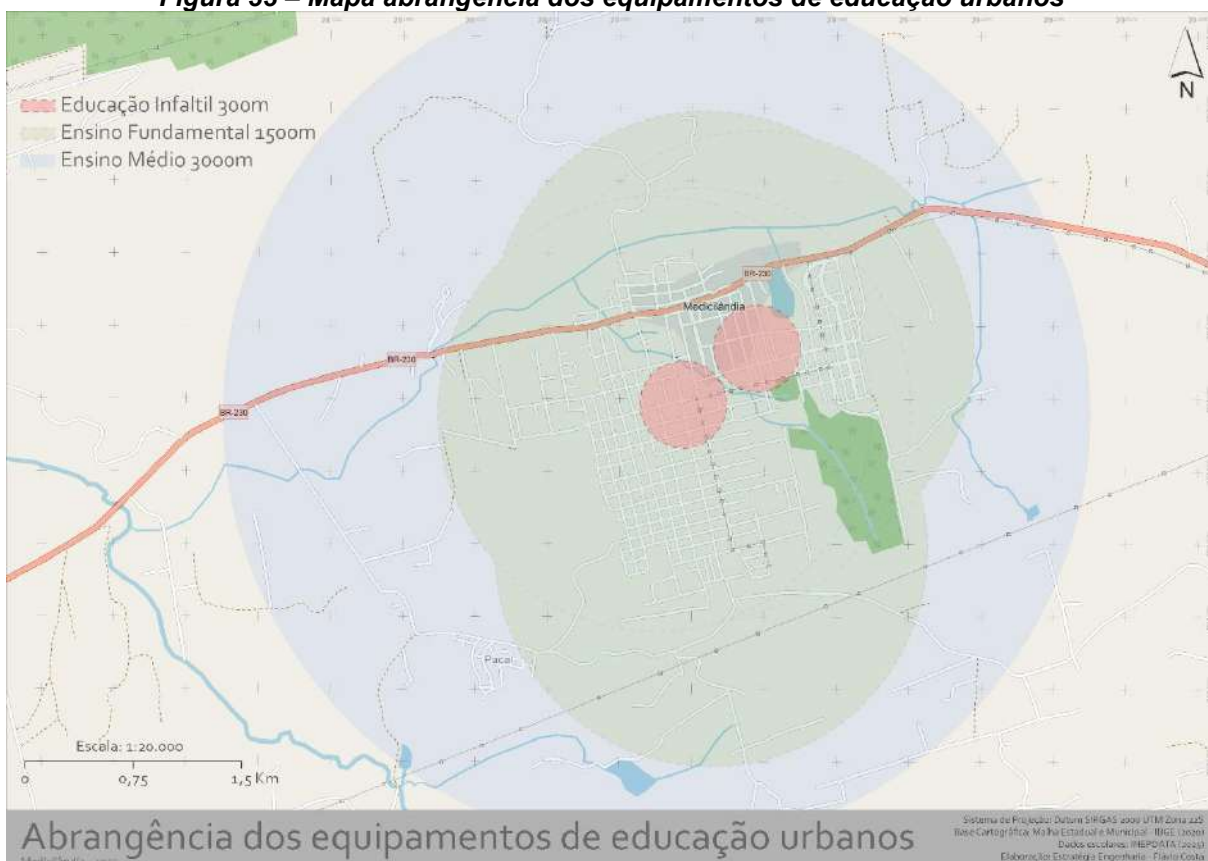 Figura 35 – Mapa abrangência dos equipamentos de educação urbanos
N
Educação Infaltil 300m
Ensino Fundamental 1500m
Ensino Médio 3000m
BR-230
Medicilândia
BR-230
BR-230
Pacal
Escala: 1:20.000
0 0,75 1,5 Km
Abrangência dos equipamentos de educação urbanos
Sistema de Projeção: Datum SIRGAS 2000 UTM Zona 22S
Base Cartográfica: Malha Estadual e Municipal - IBGE (2020)
Dados escolares: INEPDATA (2023)
Elaboração: Estratégia Engenharia - Flávio Costa